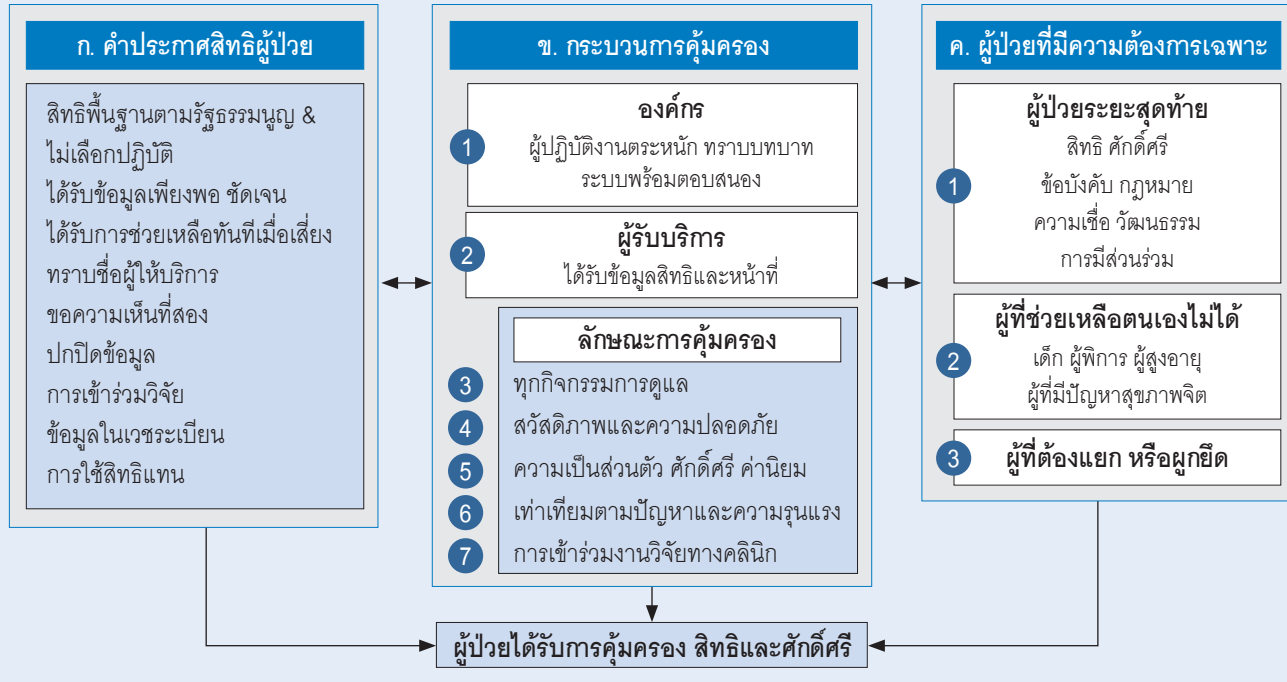 ก. คำประกาศสิทธิผู้ป่วย
สิทธิพื้นฐานตามรัฐธรรมนูญ &
ไม่เลือกปฏิบัติ
ได้รับข้อมูลเพียงพอ ชัดเจน
ได้รับการช่วยเหลือทันทีเมื่อเสี่ยง
ทราบชื่อผู้ให้บริการ
ขอความเห็นที่สอง
ปกปิดข้อมูล
การเข้าร่วมวิจัย
ข้อมูลในเวชระเบียน
การใช้สิทธิแทน
ข. กระบวนการคุ้มครอง
องค์กร
1
ผู้ปฏิบัติงานตระหนัก ทราบบทบาท
ระบบพร้อมตอบสนอง
ผู้รับบริการ
2
ได้รับข้อมูลสิทธิและหน้าที่
ลักษณะการคุ้มครอง
3 ทุกกิจกรรมการดูแล
4 สวัสดิภาพและความปลอดภัย
5 ความเป็นส่วนตัว ศักดิ์ศรี ค่านิยม
6 เท่าเทียมตามปัญหาและความรุนแรง
7 การเข้าร่วมงานวิจัยทางคลินิก
ค. ผู้ป่วยที่มีความต้องการเฉพาะ
ผู้ป่วยระยะสุดท้าย
สิทธิ ศักดิ์ศรี
1 ข้อบังคับ กฎหมาย
ความเชื่อ วัฒนธรรม
การมีส่วนร่วม
ผู้ที่ช่วยเหลือตนเองไม่ได้
2 เด็ก ผู้พิการ ผู้สูงอายุ
ผู้ที่มีปัญหาสุขภาพจิต
3 ผู้ที่ต้องแยก หรือผูกยึด
ผู้ป่วยได้รับการคุ้มครอง สิทธิและศักดิ์ศรี